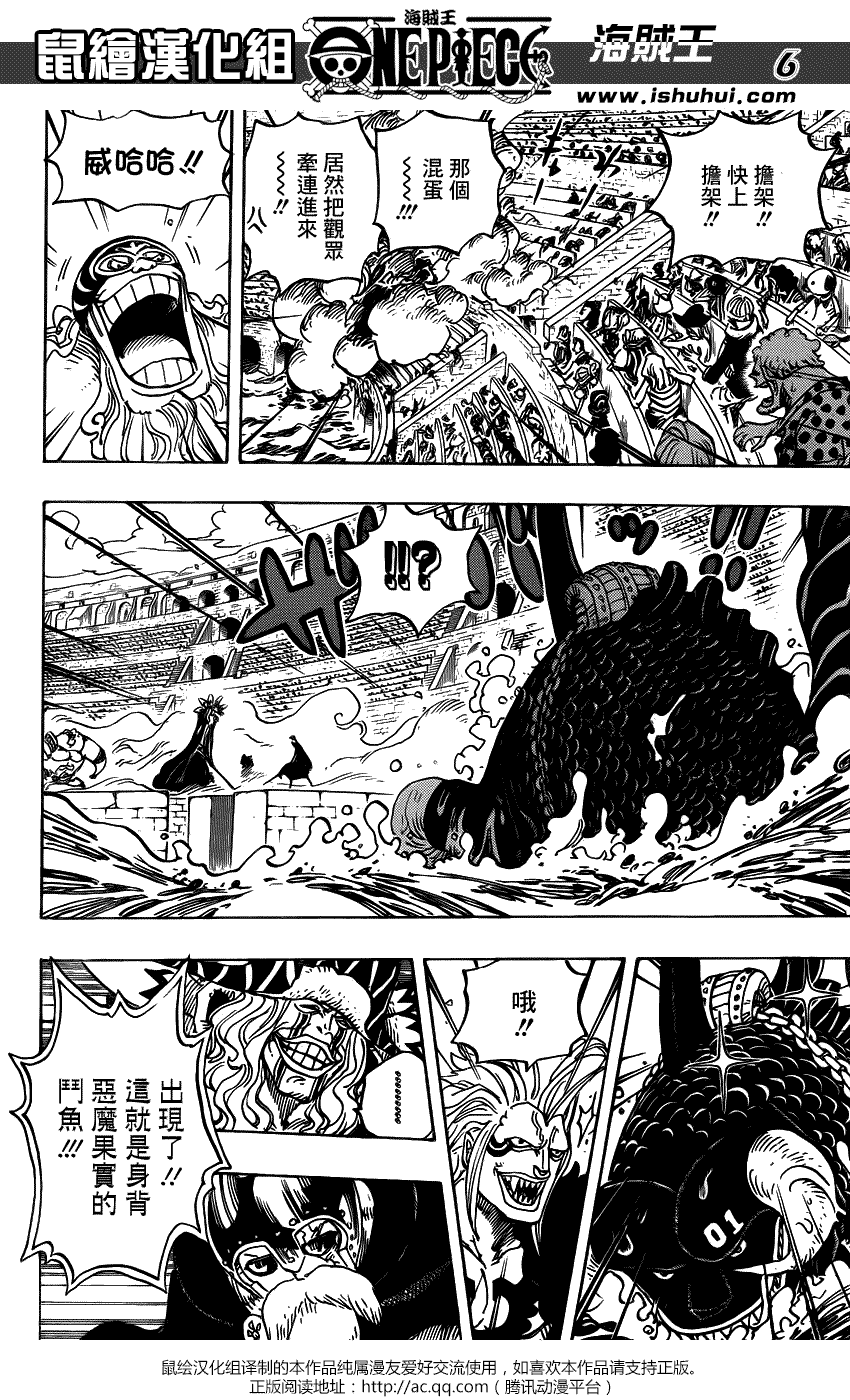 鼠繪漢化組
海賊王
ONE PIECE
海賊王
6
www.ishuhui.com
擔架
快上
擔架!!
那個
混蛋
〜〜〜!!!
居然把觀眾
牽連進來
〜〜〜!!
威哈哈!!
!!?
哦
!!
01
………
出現了!!
這就是身背
惡魔果實的
鬥魚!!!
鼠绘汉化组译制的本作品纯属漫友爱好交流使用，如喜欢本作品请支持正版。
正版阅读地址：http://ac.qq.com（腾讯动漫平台）